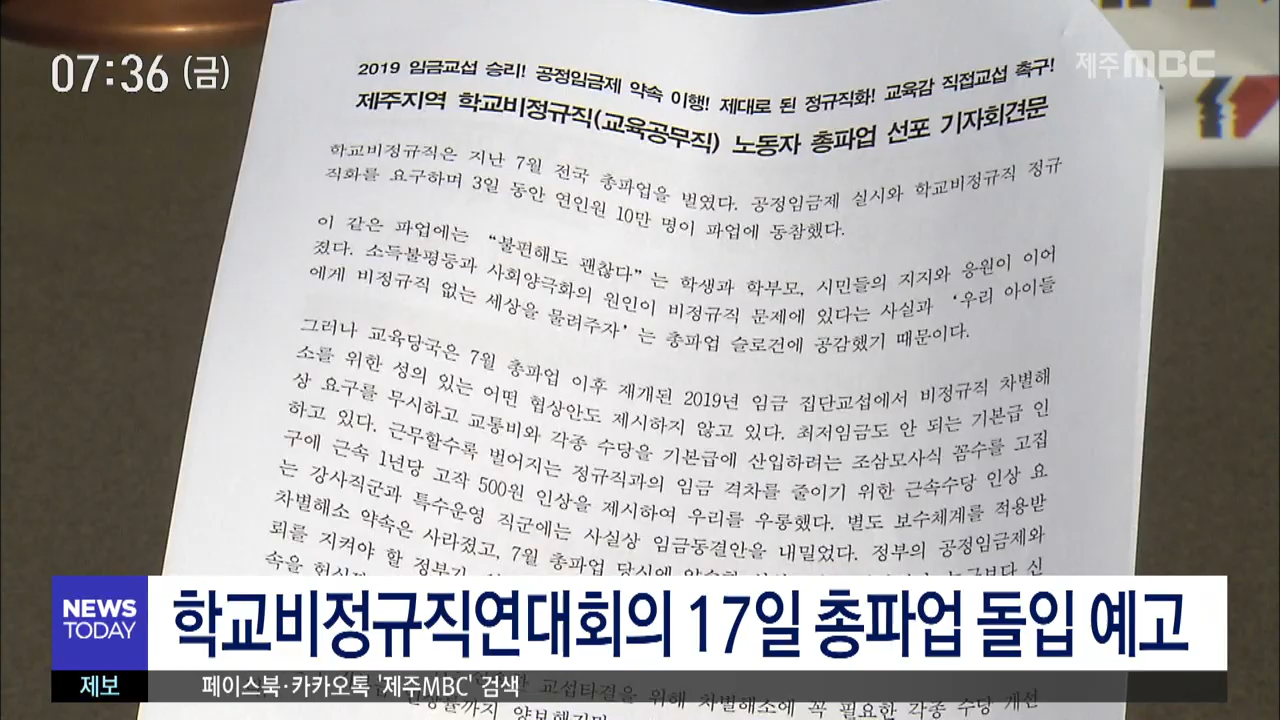 07:36 (금)
제주MBC
2019 임금교섭 승리! 공정임금제 약속 이행! 제대로 된 정규직화! 교육감 직접교섭 촉구!
제주지역 학교비정규직(교육공무직) 노동자 총파업 선포 기자회견문
학교비정규직은 지난 7월 전국 총파업을 벌였다. 공정임금제 실시와 학교비정규직 정규
직화를 요구하며 3일 동안 연인원 10만 명이 파업에 동참했다.
이 같은 파업에는 “불편해도 괜찮다”는 학생과 학부모, 시민들의 지지와 응원이 이어
졌다. 소득불평등과 사회양극화의 원인이 비정규직 문제에 있다는 사실과 ‘우리 아이들
에게 비정규직 없는 세상을 물려주자’는 총파업 슬로건에 공감했기 때문이다.
그러나 교육당국은 7월 총파업 이후 재개된 2019년 임금 집단교섭에서 비정규직 차별해
소를 위한 성의 있는 어떤 협상안도 제시하지 않고 있다. 최저임금도 안 되는 기본급 인
상 요구를 무시하고 교통비와 각종 수당을 기본급에 산입하려는 조삼모사식 꼼수를 고집
하고 있다. 근무할수록 벌어지는 정규직과의 임금 격차를 줄이기 위한 근속수당 인상 요
구에 근속 1년당 고작 500원 인상을 제시하여 우리를 우롱했다. 별도 보수체계를 적용받
는 강사직군과 특수운영 직군에는 사실상 임금동결안을 내밀었다. 정부의 공정임금제와
차별해소 약속은 사라졌고, 7월 총파업 당시에
뢰를 지켜야 할 정부가
NEWS
TODAY
학교비정규직연대회의 17일 총파업 돌입 예고
제보
페이스북·카카오톡 '제주MBC' 검색
교섭타결을 위해 차별해소에 꼭 필요한 각종 수당 개선